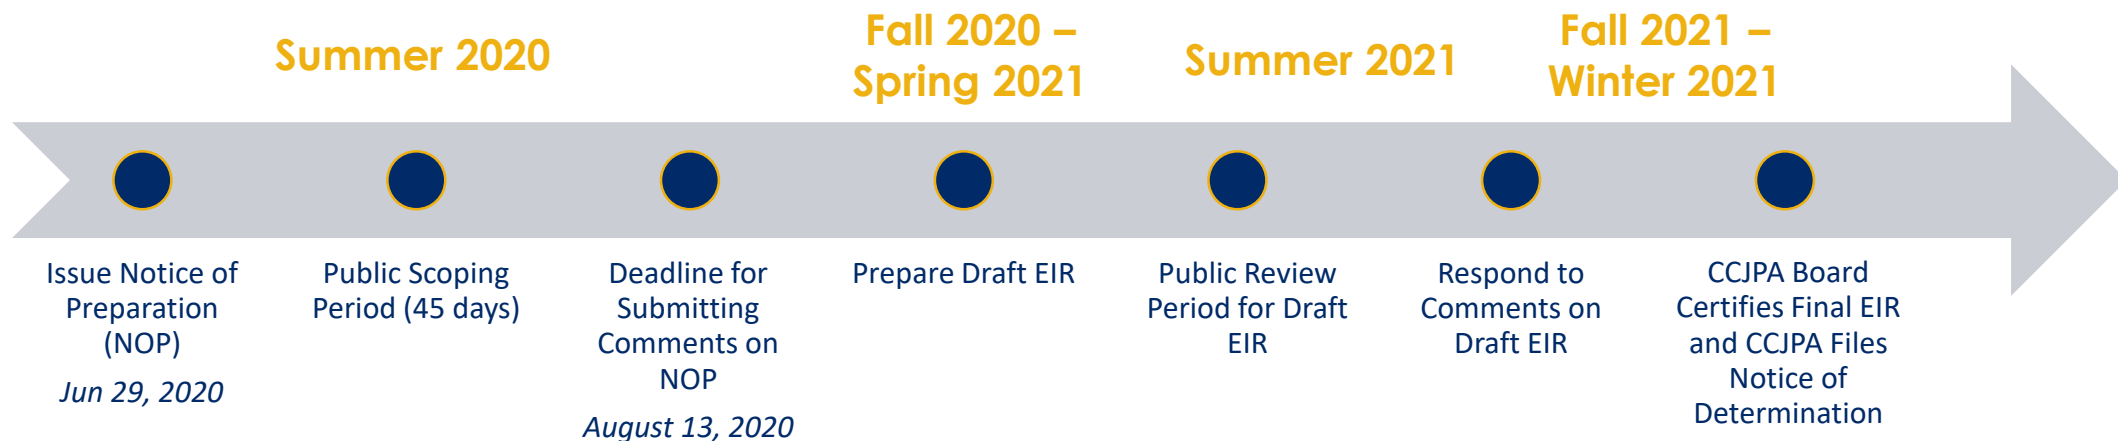 Summer 2020
Fall 2020 –
Spring 2021
Summer 2021
Fall 2021 –
Winter 2021
Issue Notice of
Preparation
(NOP)
Jun 29, 2020
Public Scoping
Period (45 days)
Deadline for
Submitting
Comments on
NOP
August 13, 2020
Prepare Draft EIR
Public Review
Period for Draft
EIR
Respond to
Comments on
Draft EIR
CCJPA Board
Certifies Final EIR
and CCJPA Files
Notice of
Determination